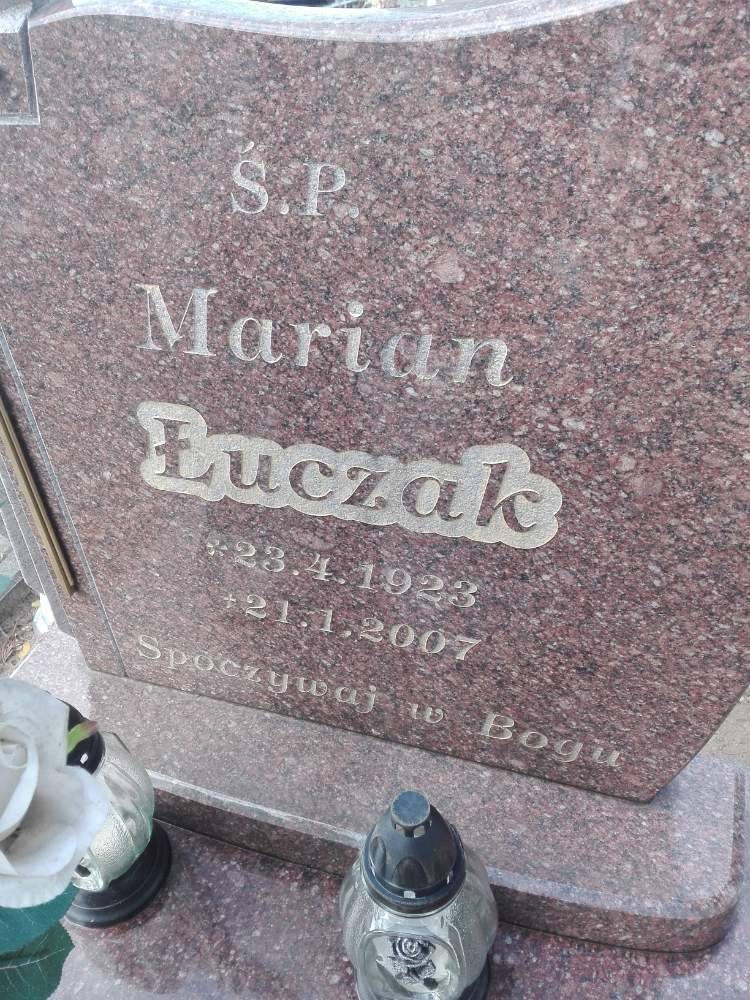 Ś.P.
Marian
Łuczak
*23.4.1923
+21.1.2007
Spoczywaj w Bogu